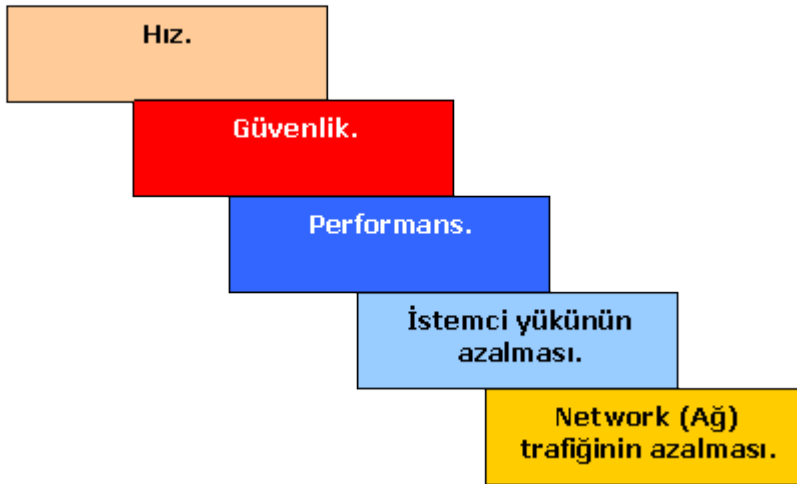 Hız.
Güvenlik.
Performans.
İstemci yükünün
azalması.
Network (Ağ)
trafiğinin azalması.